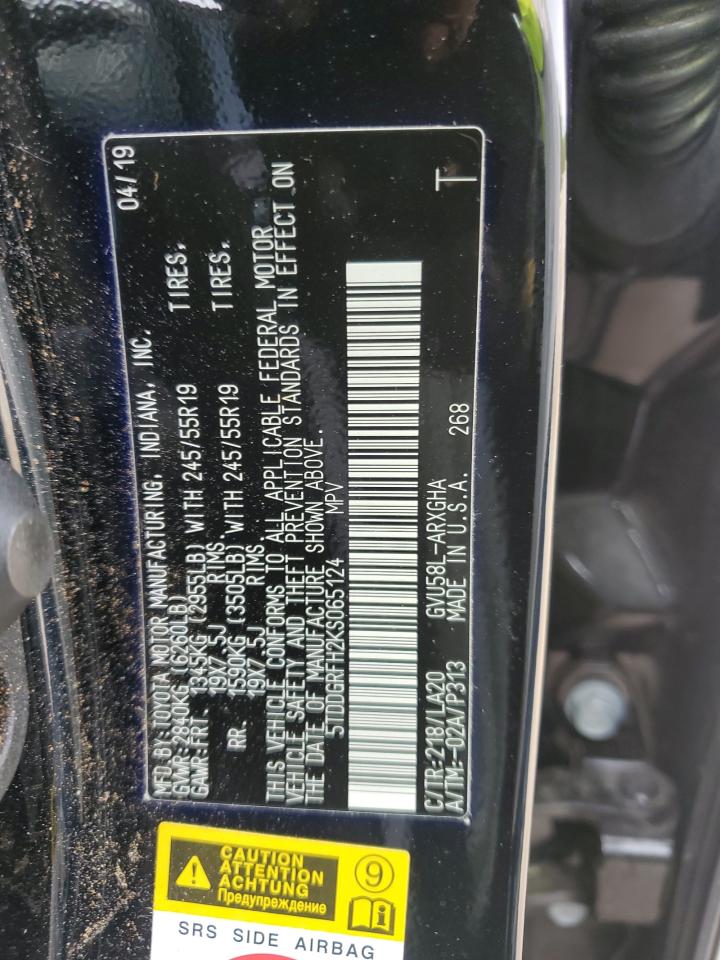 MFD.BY:TOYOTA MOTOR MANUFACTURING, INDIANA, INC. 04/19
GVWR:2840KG(6260LB)
GAWR:FRT. 1345KG (2955LB) WITH 245/55R19 TIRES,
19X7.5J RIMS.
RR. 1590KG (3505LB) WITH 245/55R19 TIRES,
19X7.5J RIMS
THIS VEHICLE CONFORMS TO ALL APPLICABLE FEDERAL MOTOR
VEHICLE SAFETY AND THEFT PREVENTION STANDARDS IN EFFECT ON
THE DATE OF MANUFACTURE SHOWN ABOVE.
5TDDGRFH2KS065124 MPV
C/TR:218/LA20 GVU58L-ARXGHA T
A/TM:-02A/P313 MADE IN U.S.A. 268
CAUTION
ATTENTION
ACHTUNG
Предупреждение
9
SRS SIDE AIRBAG